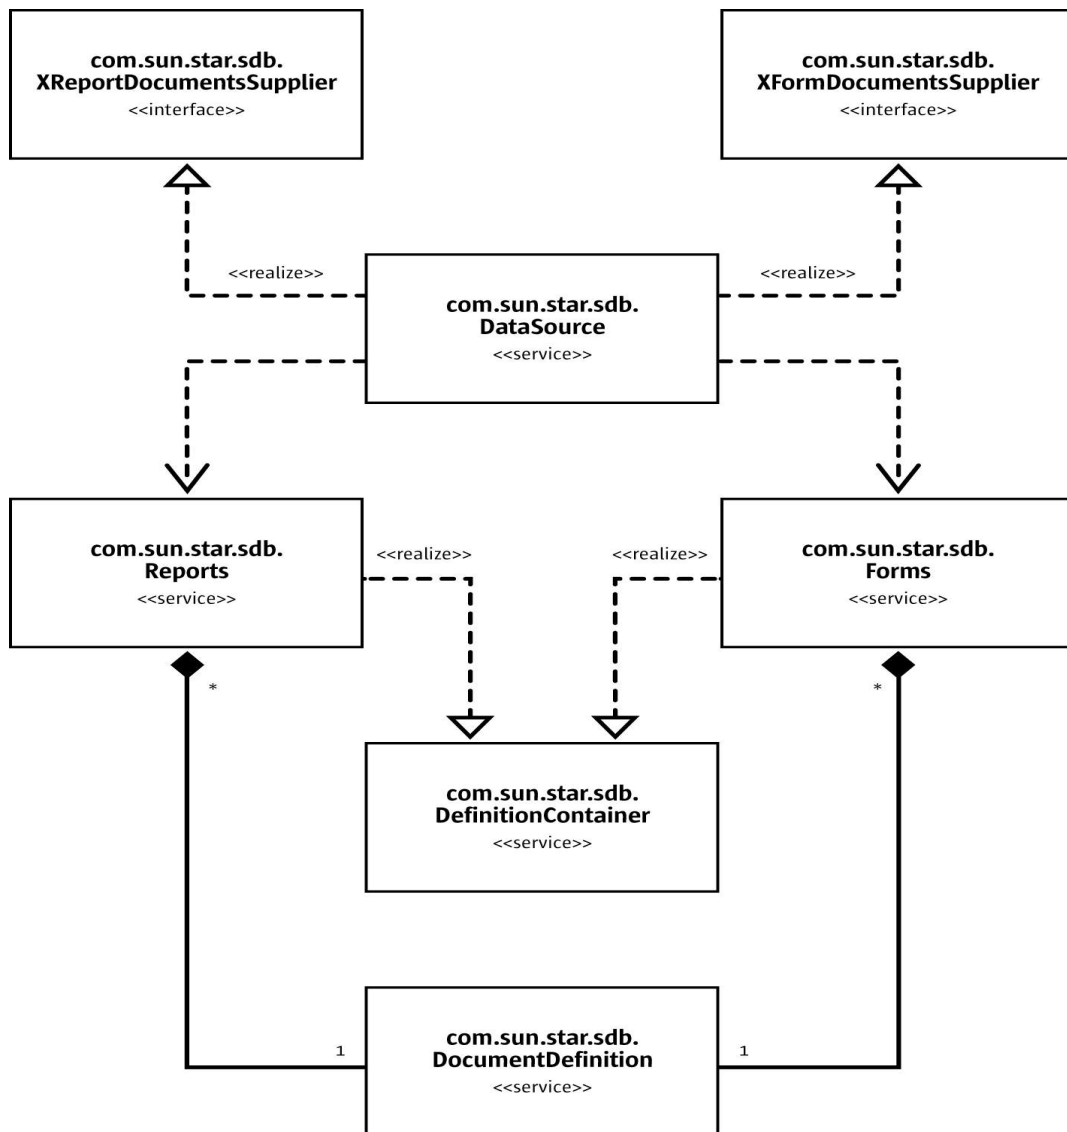 com.sun.star.sdb.
XReportDocumentsSupplier
<<interface>>
com.sun.star.sdb.
XFormDocumentsSupplier
<<interface>>
<<realize>>
<<realize>>
com.sun.star.sdb.
DataSource
<<service>>
com.sun.star.sdb.
Reports
<<service>>
<<realize>>
<<realize>>
com.sun.star.sdb.
Forms
<<service>>
*
*
com.sun.star.sdb.
DefinitionContainer
<<service>>
1
com.sun.star.sdb.
DocumentDefinition
<<service>>
1